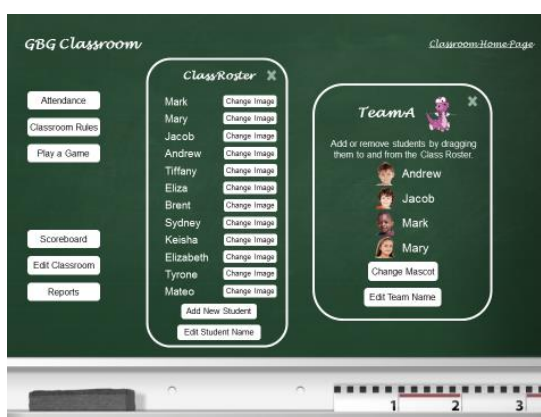 GBG Classroom
Classroom Home Page
Attendance
Classroom Rules
Play a Game
Scoreboard
Edit Classroom
Reports
Class Roster X
Mark Change Image
Mary Change Image
Jacob Change Image
Andrew Change Image
Tiffany Change Image
Eliza Change Image
Brent Change Image
Sydney Change Image
Keisha Change Image
Elizabeth Change Image
Tyrone Change Image
Mateo Change Image
Add New Student
Edit Student Name
Team A X
Add or remove students by dragging
them to and from the Class Roster.
Andrew
Jacob
Mark
Mary
Change Mascot
Edit Team Name
1 2 3